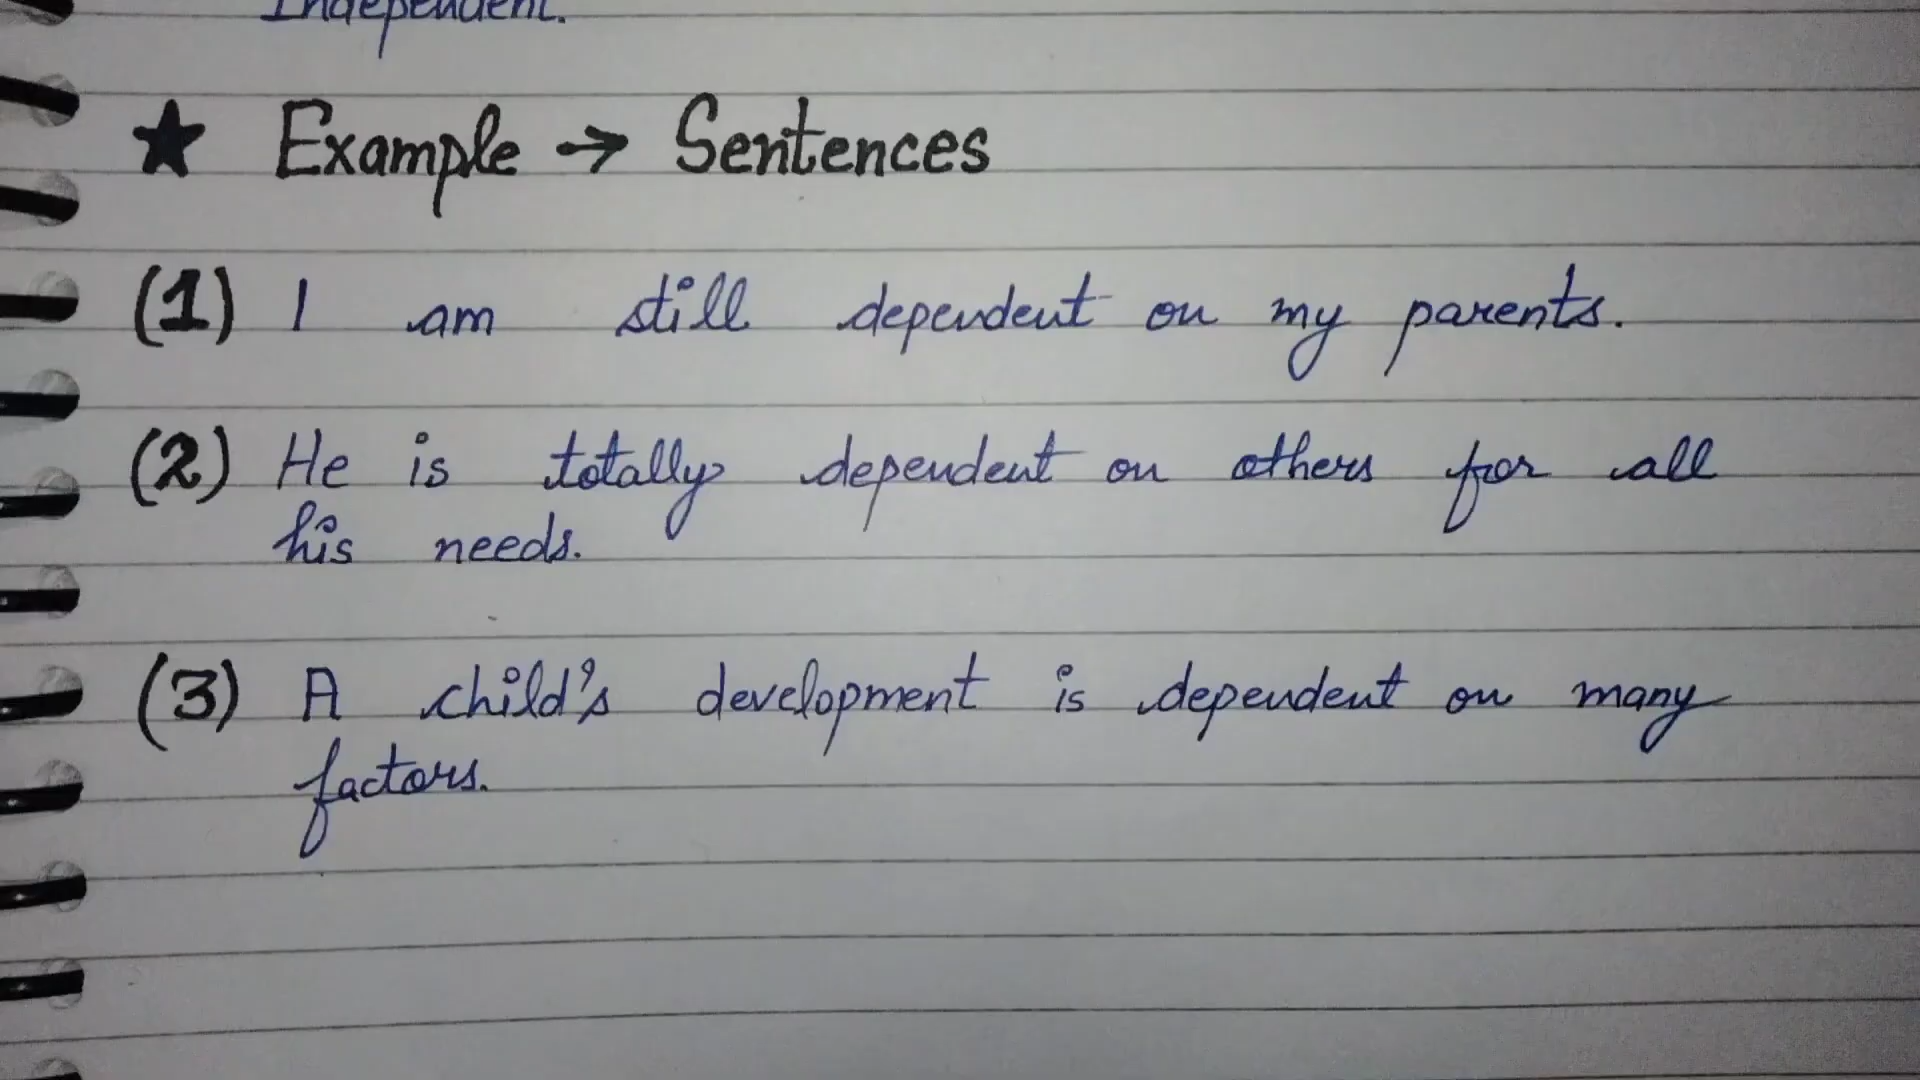 Independent.
★ Example → Sentences
(1) I am still dependent on my parents.
(2) He is totally dependent on others for all
his needs.
(3) A child's development is dependent on many
factors.